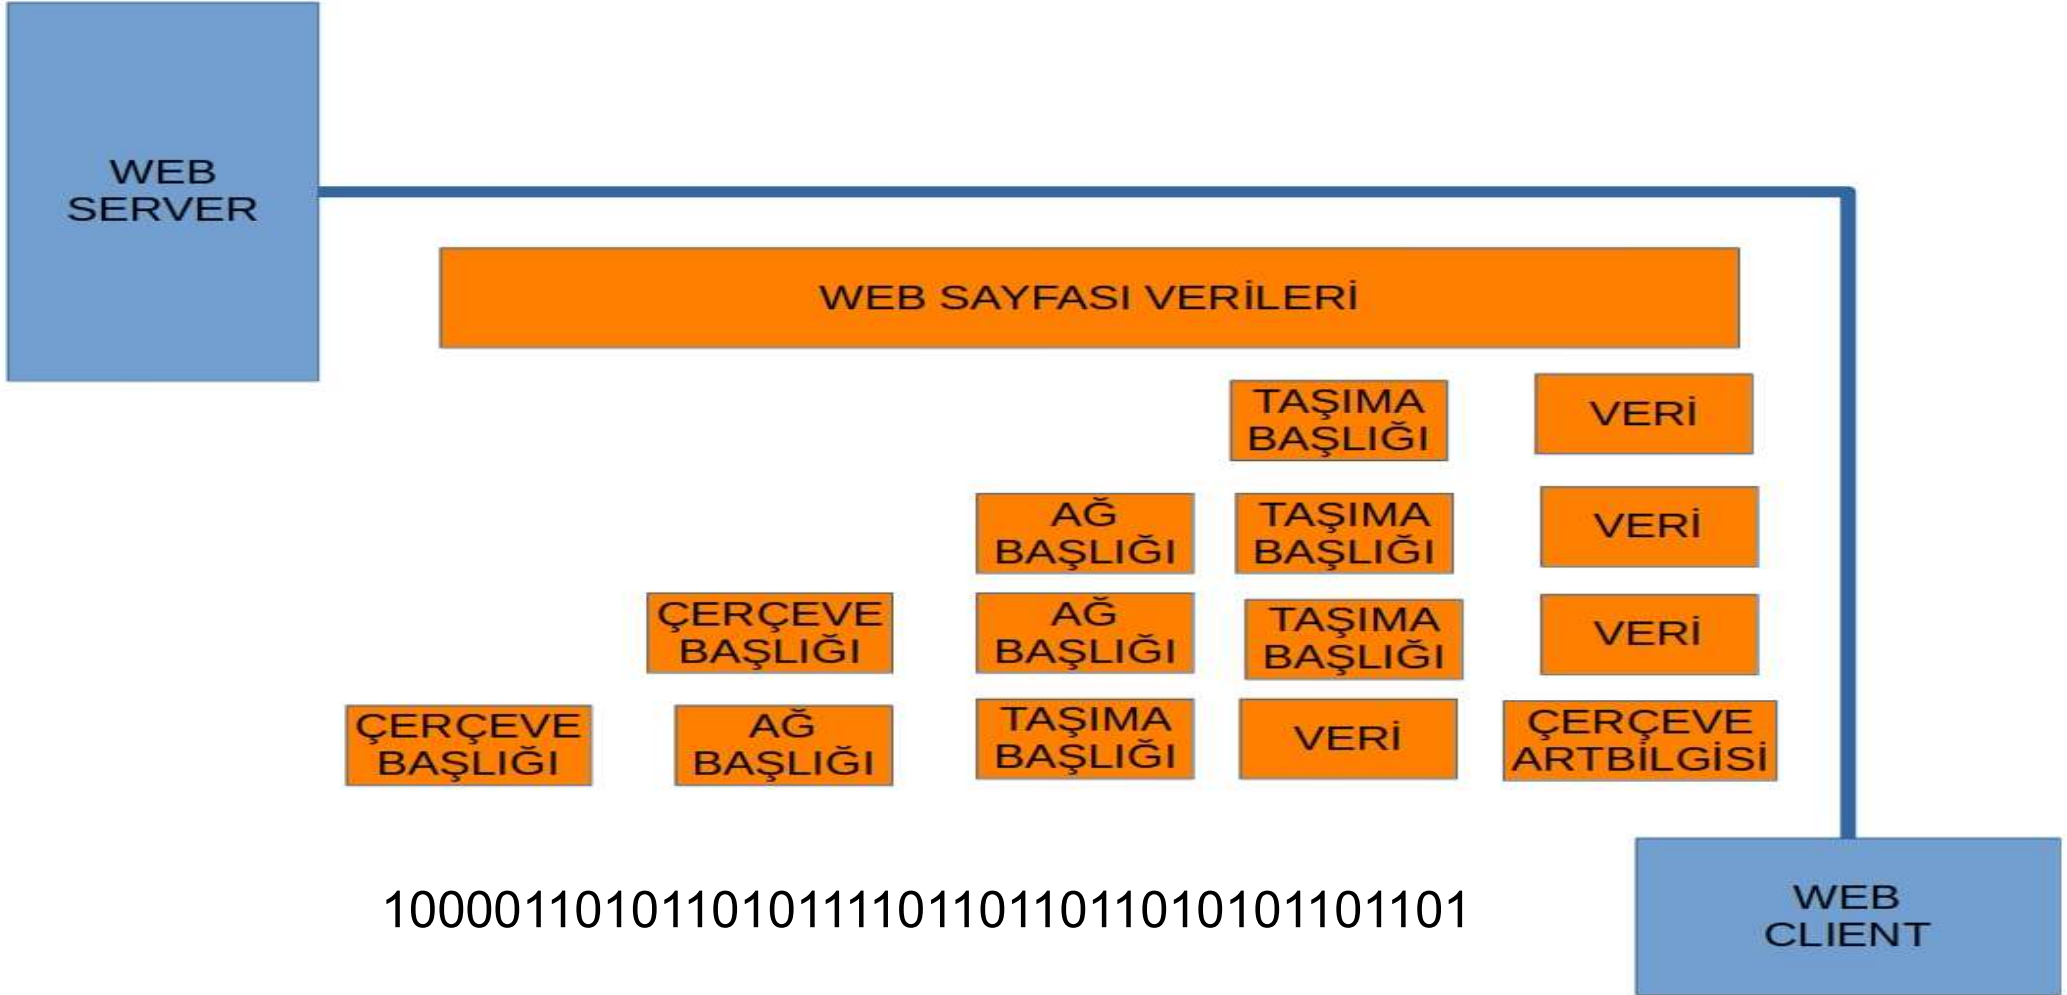 WEB
SERVER
WEB SAYFASI VERİLERİ
TAŞIMA
BAŞLIĞI
VERİ
AĞ
BAŞLIĞI
TAŞIMA
BAŞLIĞI
VERİ
ÇERÇEVE
BAŞLIĞI
AĞ
BAŞLIĞI
TAŞIMA
BAŞLIĞI
VERİ
ÇERÇEVE
BAŞLIĞI
AĞ
BAŞLIĞI
TAŞIMA
BAŞLIĞI
VERİ
ÇERÇEVE
ARTBİLGİSİ
1000011010110101111011011011010101101101
WEB
CLIENT